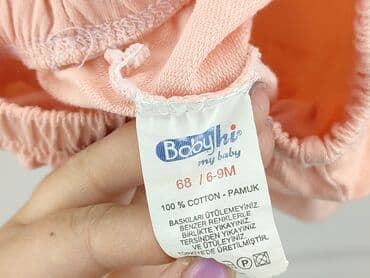 Babyhi
my baby
68 / 6-9M
100 % COTTON - PAMUK
BASKILARI ÜTÜLEMEYİNİZ.
BENZER RENKLERLE
BİRLİKTE YIKAYINIZ
TERSİNDEN YIKAYINIZ
VE ÜTÜLEYİNİZ
TÜRKİYE'DE ÜRETİLMİŞTİR.
P